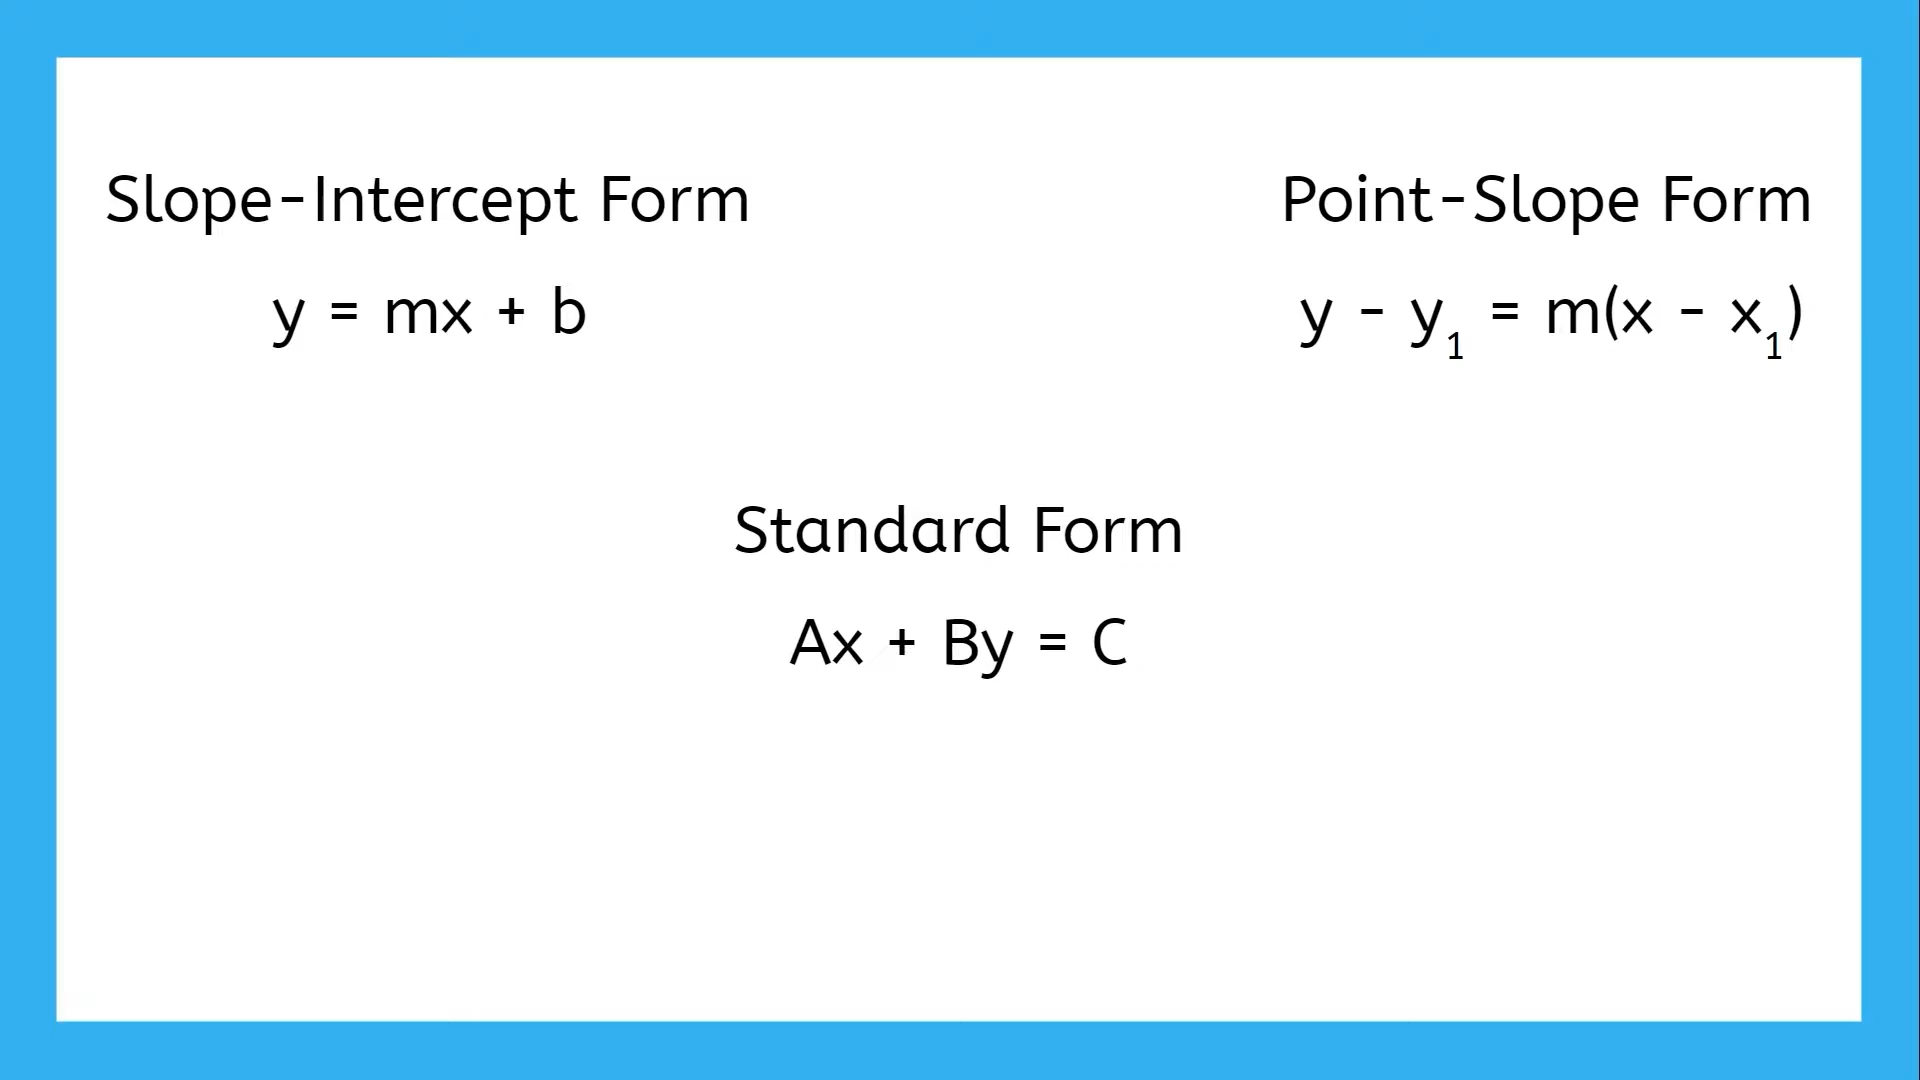 Slope-Intercept Form
y = mx + b
Point-Slope Form
y - y₁ = m(x - x₁)
Standard Form
Ax + By = C